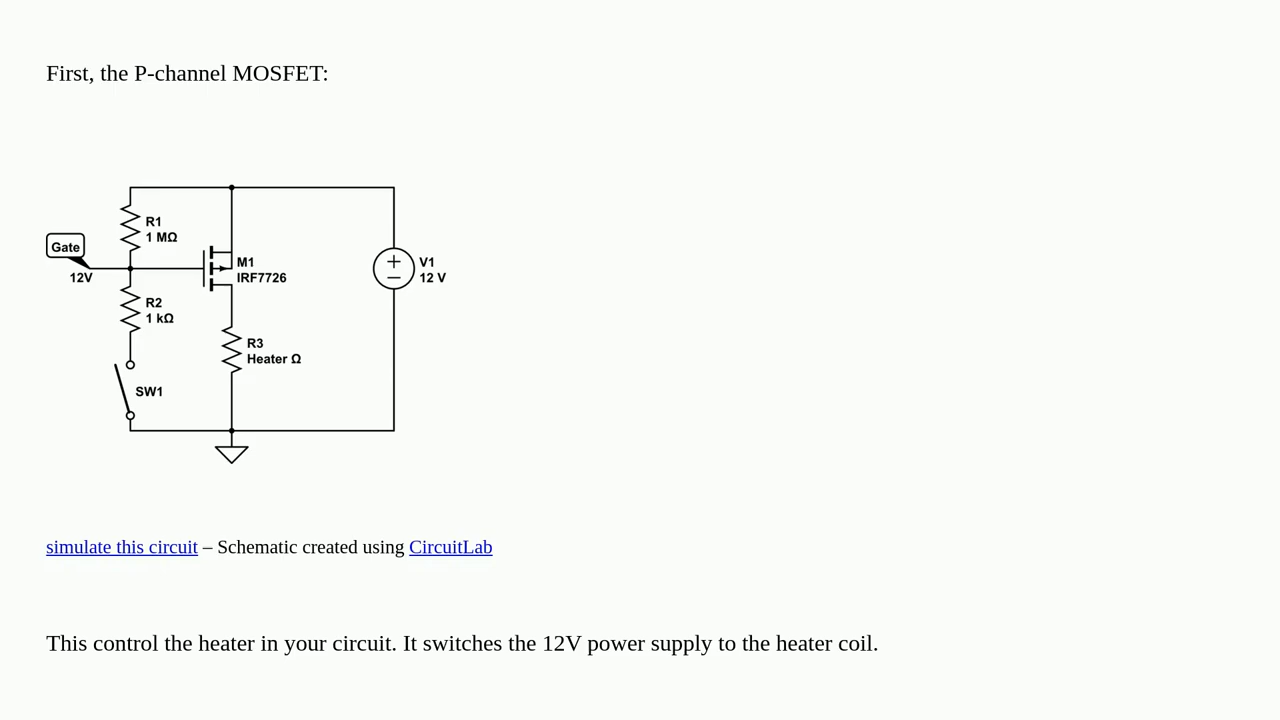 First, the P-channel MOSFET:
R1
1 MΩ
Gate
12V
M1
IRF7726
V1
12 V
R2
1 kΩ
R3
Heater Ω
SW1
simulate this circuit – Schematic created using CircuitLab
This control the heater in your circuit. It switches the 12V power supply to the heater coil.